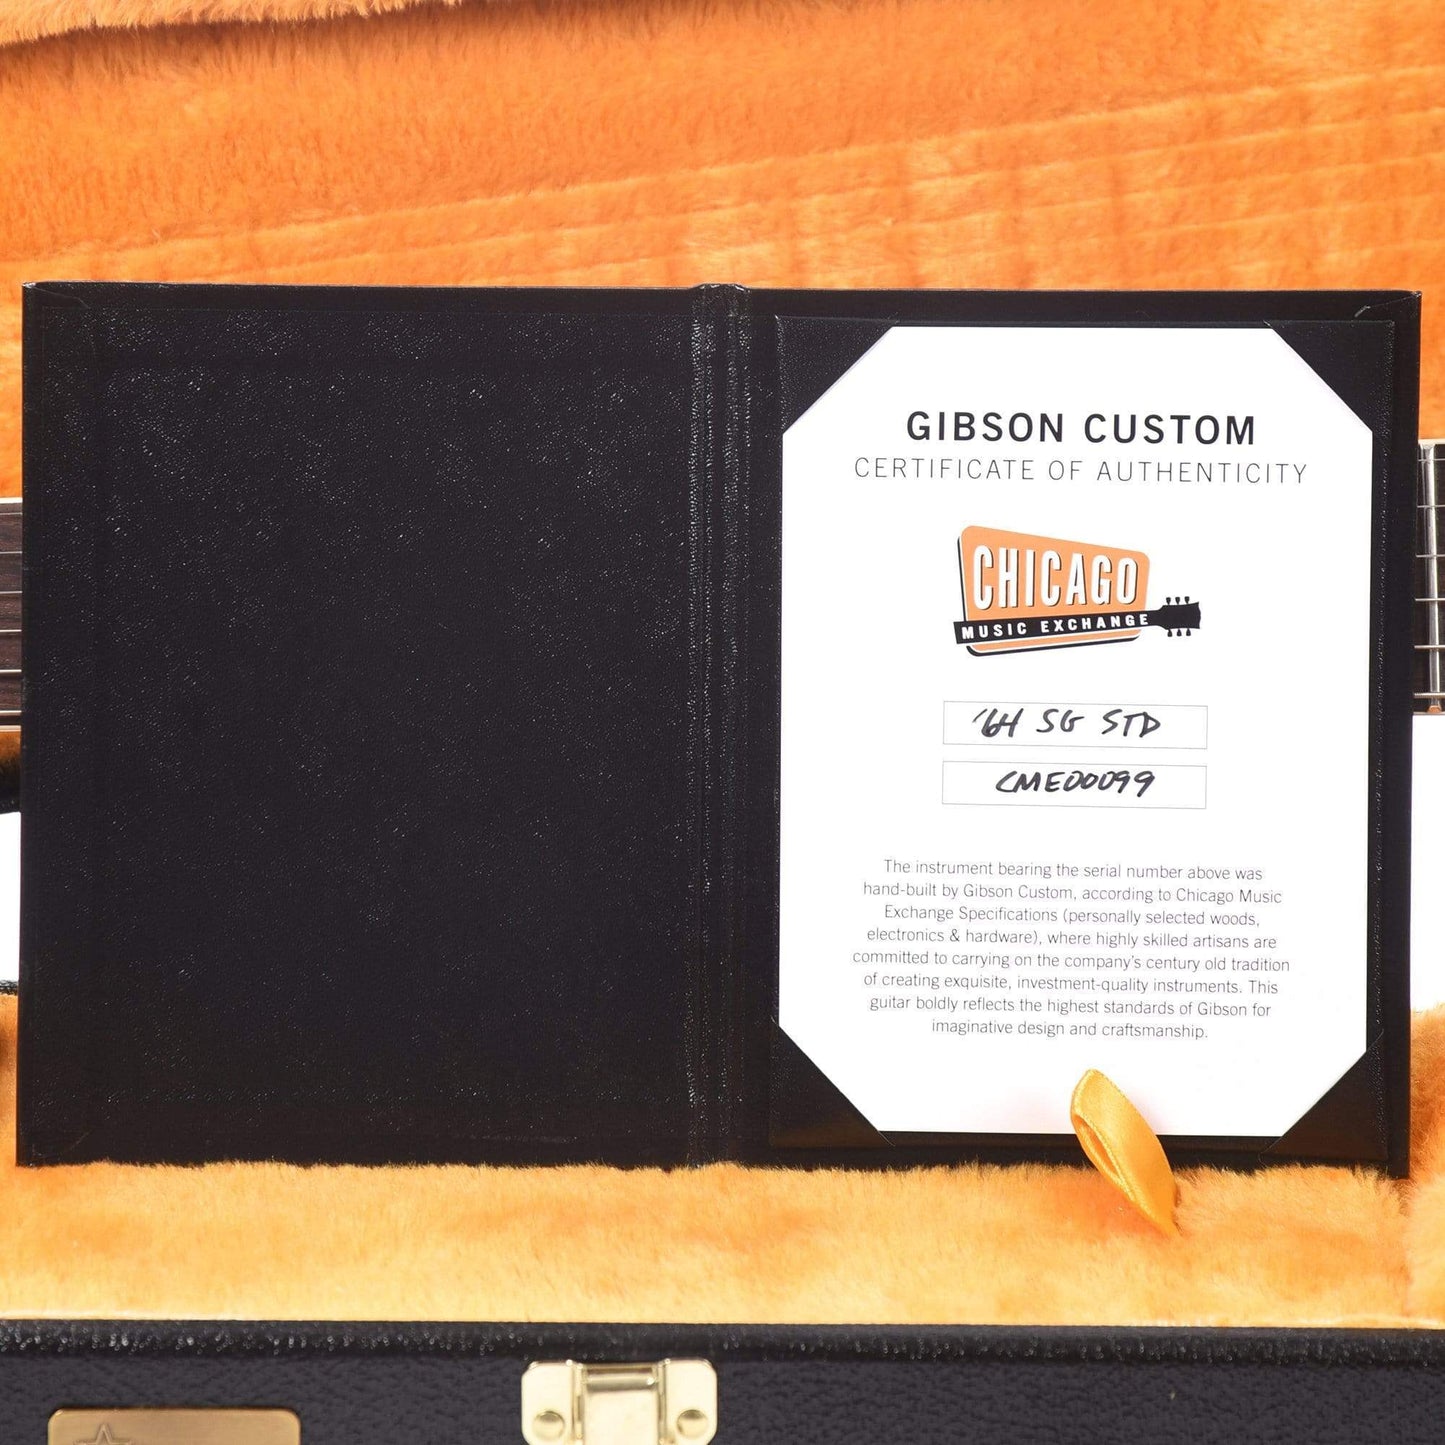 GIBSON CUSTOM
CERTIFICATE OF AUTHENTICITY
CHICAGO
MUSIC EXCHANGE
'64 SG STD
CME00099
The instrument bearing the serial number above was
hand-built by Gibson Custom, according to Chicago Music
Exchange Specifications (personally selected woods,
electronics & hardware), where highly skilled artisans are
committed to carrying on the company's century old tradition
of creating exquisite, investment-quality instruments. This
guitar boldly reflects the highest standards of Gibson for
imaginative design and craftsmanship.